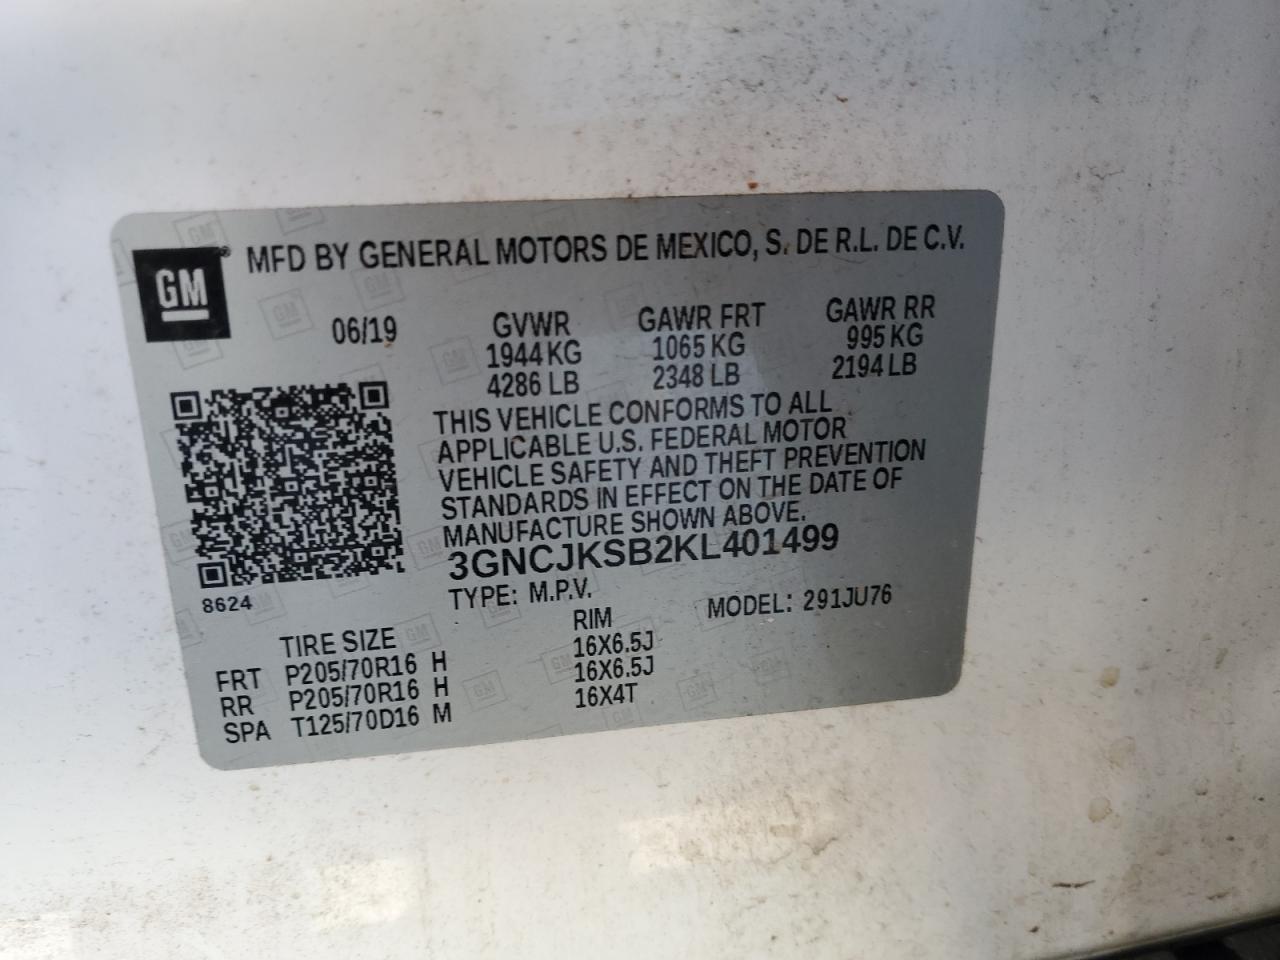 GM® MFD BY GENERAL MOTORS DE MEXICO, S. DE R.L. DE C.V.
06/19 GVWR GAWR FRT GAWR RR
1944 KG 1065 KG 995 KG
4286 LB 2348 LB 2194 LB
THIS VEHICLE CONFORMS TO ALL
APPLICABLE U.S. FEDERAL MOTOR
VEHICLE SAFETY AND THEFT PREVENTION
STANDARDS IN EFFECT ON THE DATE OF
MANUFACTURE SHOWN ABOVE.
3GNCJKSB2KL401499
8624
TYPE: M.P.V. MODEL: 291JU76
TIRE SIZE RIM
FRT P205/70R16 H 16X6.5J
RR P205/70R16 H 16X6.5J
SPA T125/70D16 M 16X4T